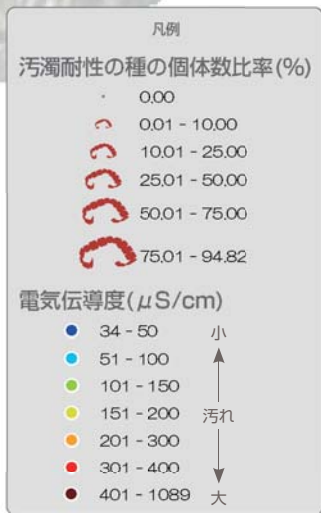 凡例
汚濁耐性の種の個体数比率(%)
0.00
0.01 - 10.00
10.01 - 25.00
25.01 - 50.00
50.01 - 75.00
75.01 - 94.82
電気伝導度(μS/cm)
34 - 50 小
51 - 100
101 - 150
151 - 200 汚れ
201 - 300
301 - 400
401 - 1089 大